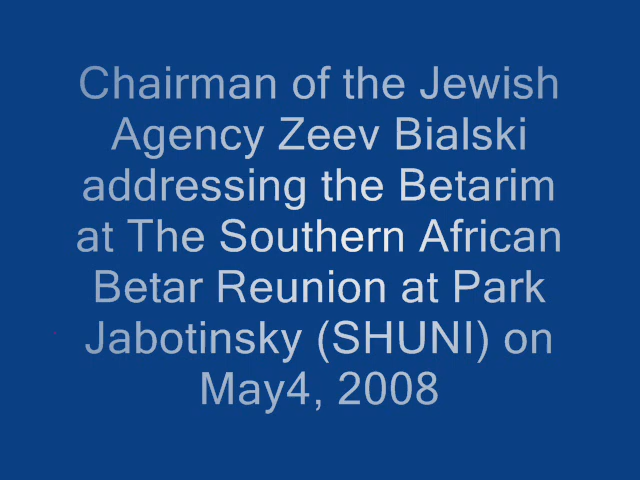 Chairman of the Jewish
Agency Zeev Bialski
addressing the Betarim
at The Southern African
Betar Reunion at Park
Jabotinsky (SHUNI) on
May4, 2008